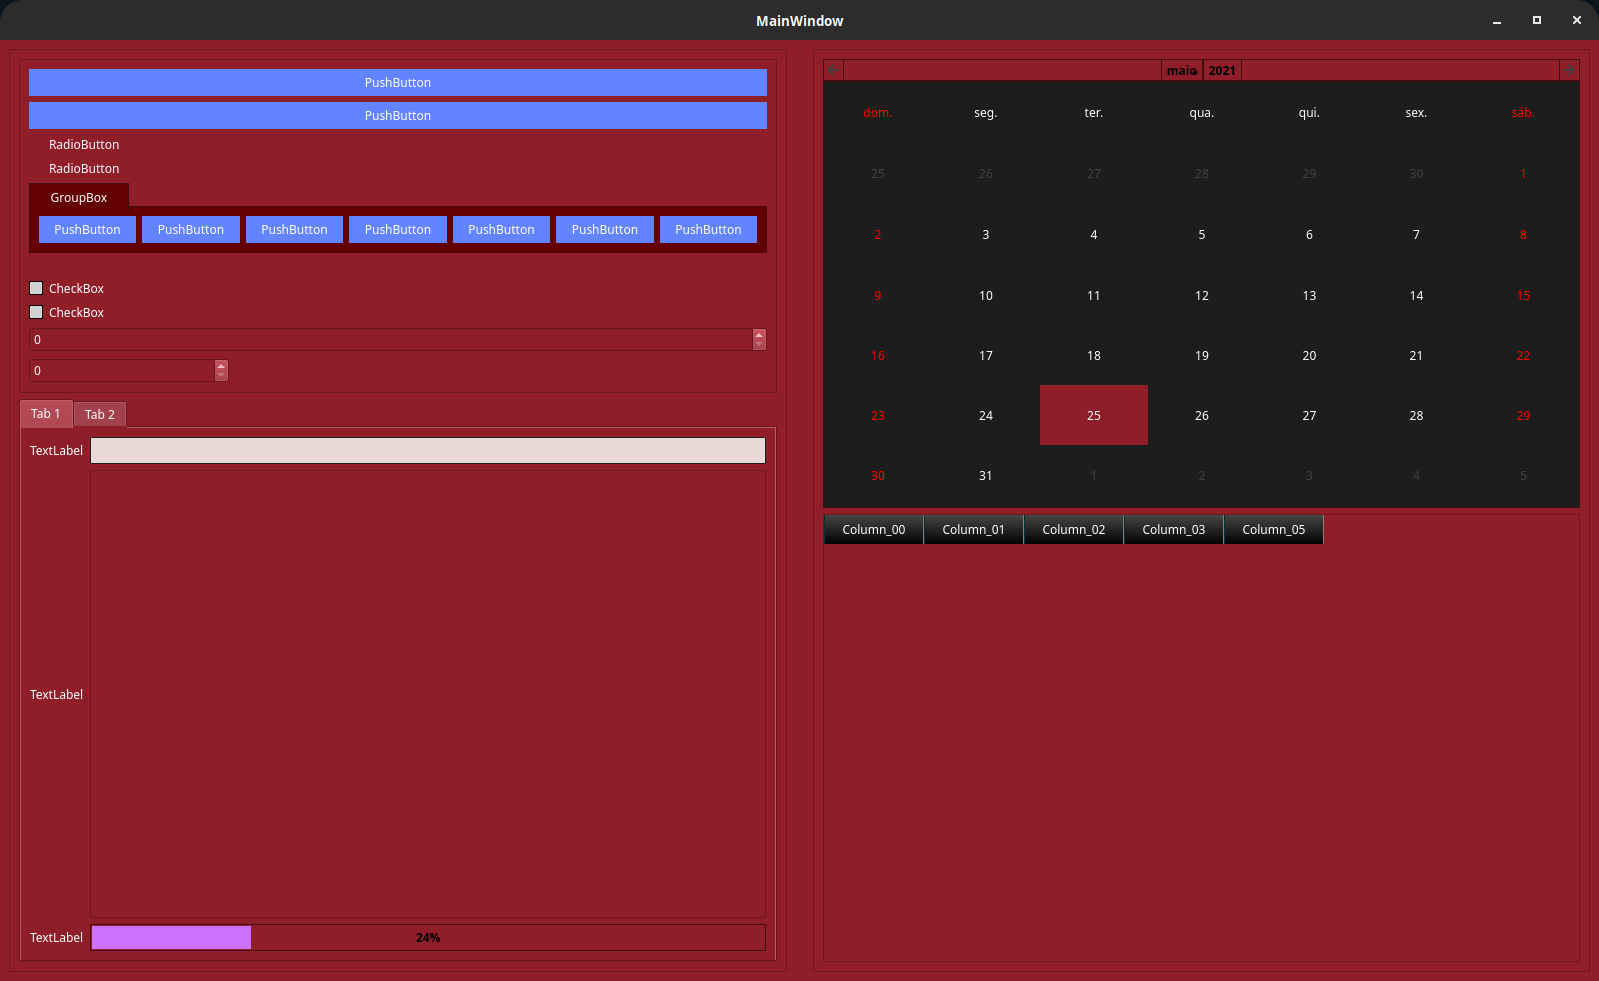 MainWindow
PushButton
PushButton
RadioButton
RadioButton
GroupBox
PushButton PushButton PushButton PushButton PushButton PushButton PushButton
CheckBox
CheckBox
0
0
Tab 1 Tab 2
TextLabel
TextLabel
TextLabel 24%
maio 2021
dom. seg. ter. qua. qui. sex. sáb.
25 26 27 28 29 30 1
2 3 4 5 6 7 8
9 10 11 12 13 14 15
16 17 18 19 20 21 22
23 24 25 26 27 28 29
30 31 1 2 3 4 5
Column_00 Column_01 Column_02 Column_03 Column_05